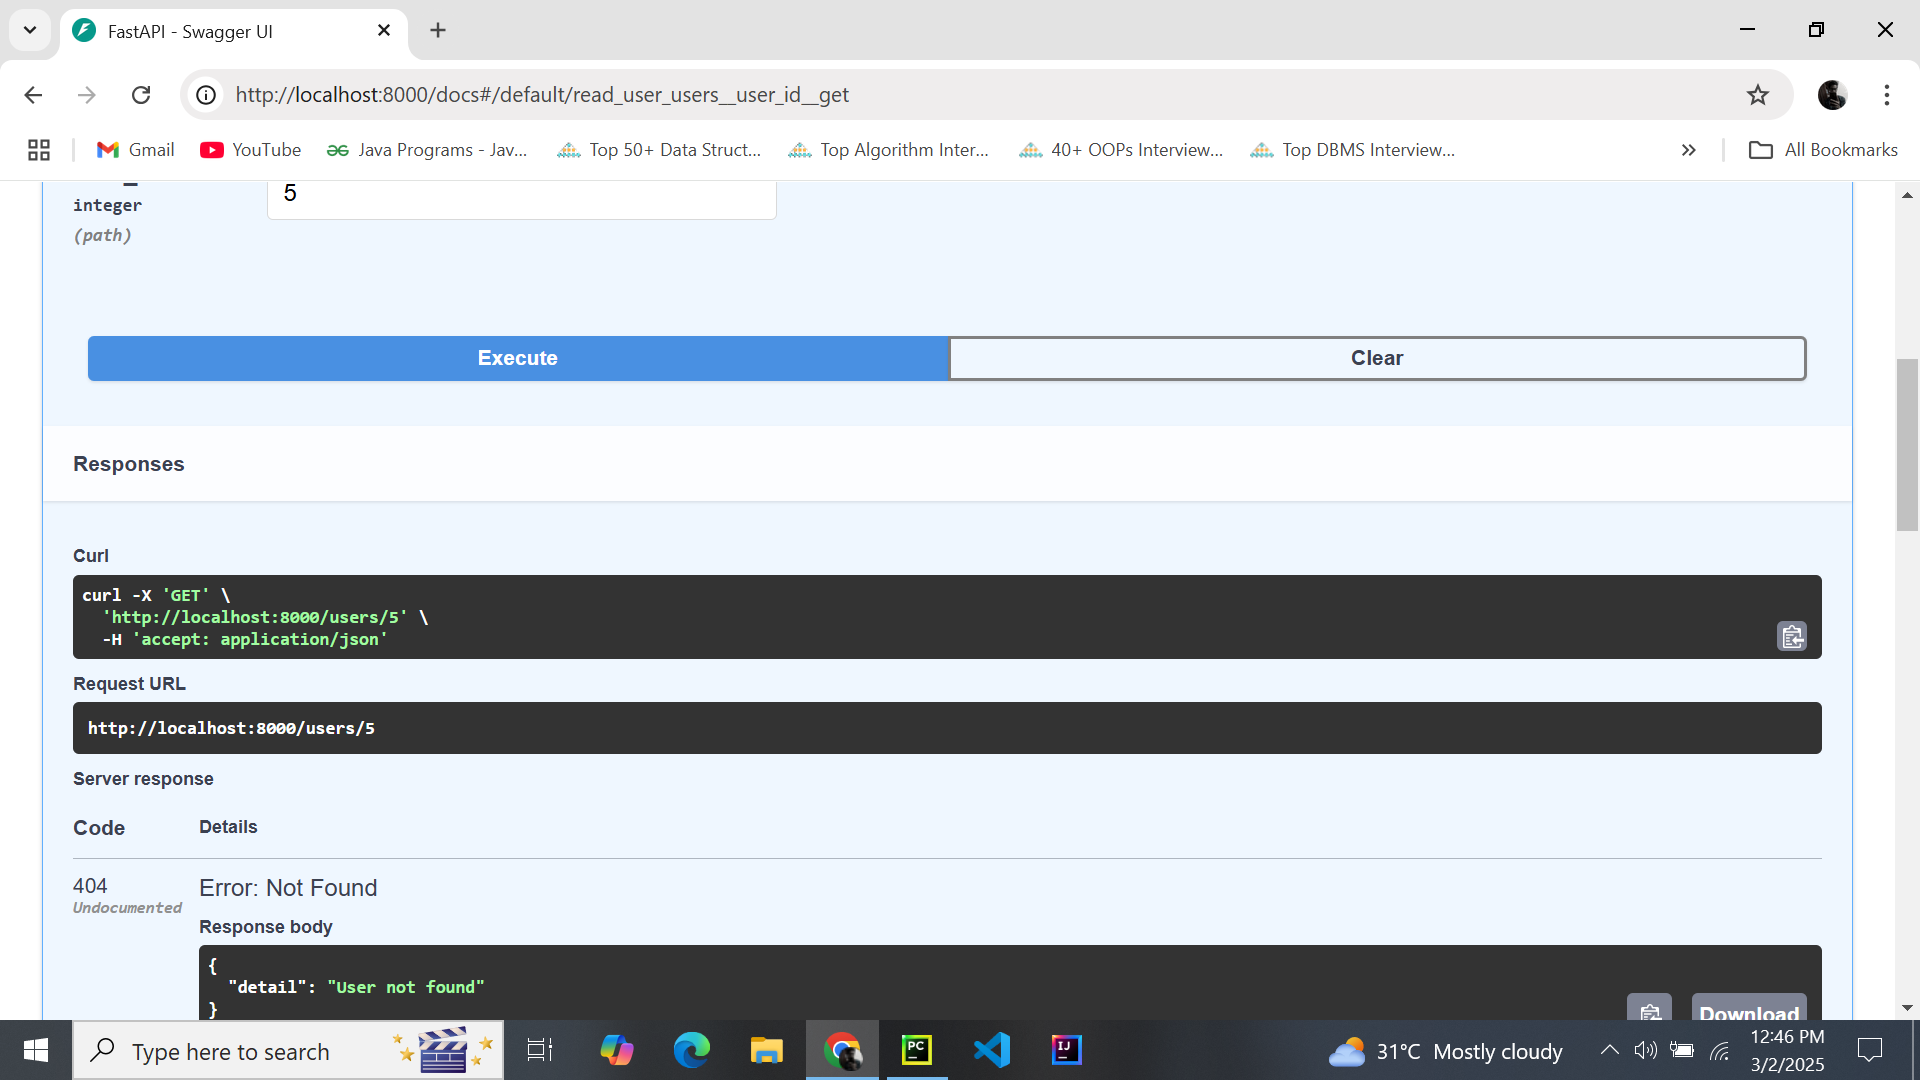 FastAPI - Swagger UI
http://localhost:8000/docs#/default/read_user_users__user_id__get
Gmail
YouTube
Java Programs - Jav...
Top 50+ Data Struct...
Top Algorithm Inter...
40+ OOPs Interview...
Top DBMS Interview...
All Bookmarks
integer
5
(path)
Execute
Clear
Responses
Curl
curl -X 'GET' \
'http://localhost:8000/users/5' \
-H 'accept: application/json'
Request URL
http://localhost:8000/users/5
Server response
Code
Details
404
Undocumented
Error: Not Found
Response body
{
"detail": "User not found"
}
Download
Type here to search
PC
IJ
31°C Mostly cloudy
12:46 PM
3/2/2025